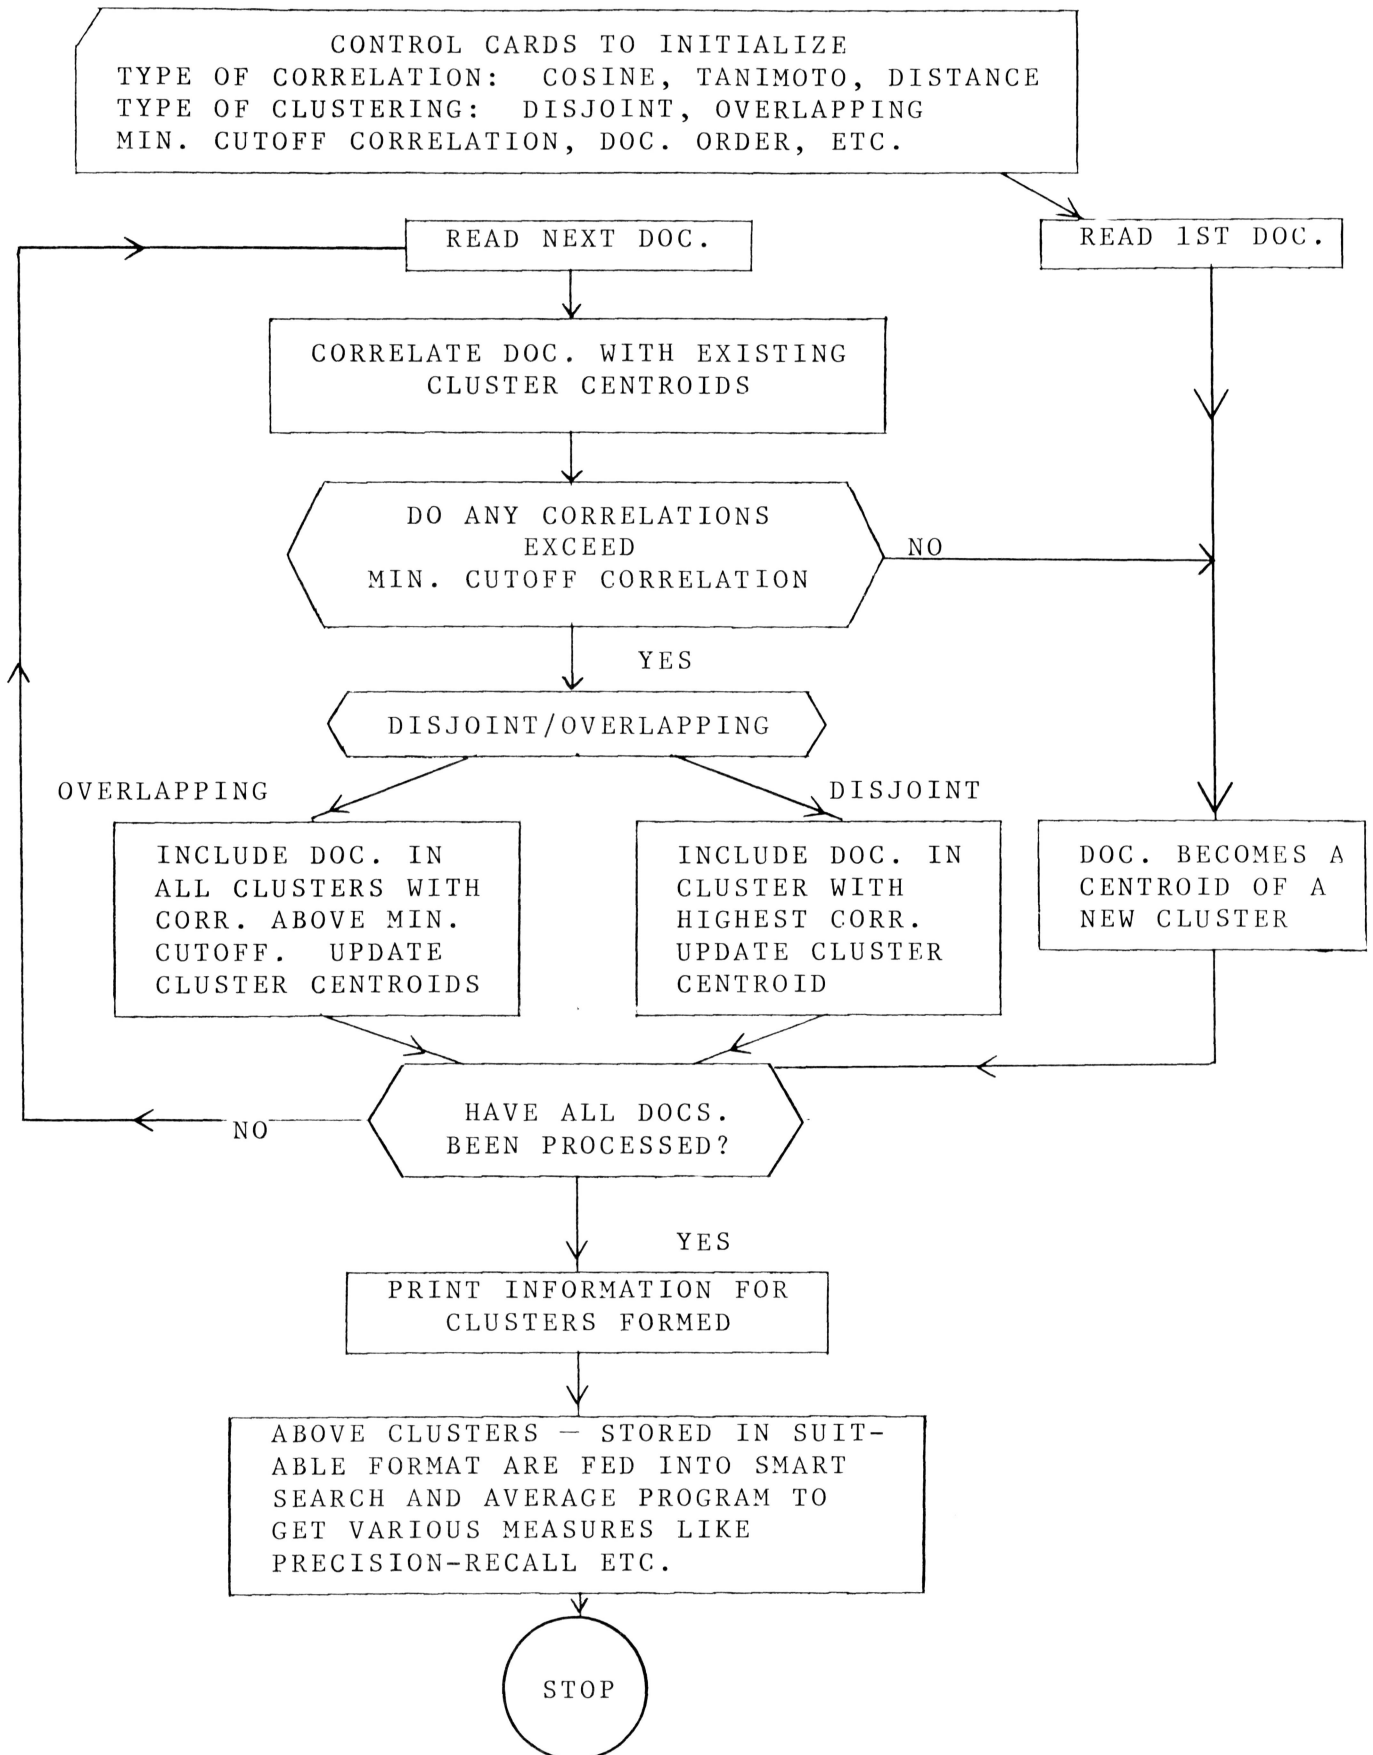 CONTROL CARDS TO INITIALIZE
TYPE OF CORRELATION: COSINE, TANIMOTO, DISTANCE
TYPE OF CLUSTERING: DISJOINT, OVERLAPPING
MIN. CUTOFF CORRELATION, DOC. ORDER, ETC.
READ NEXT DOC.
READ 1ST DOC.
CORRELATE DOC. WITH EXISTING
CLUSTER CENTROIDS
DO ANY CORRELATIONS
EXCEED
MIN. CUTOFF CORRELATION
NO
YES
DISJOINT/OVERLAPPING
OVERLAPPING
DISJOINT
INCLUDE DOC. IN
ALL CLUSTERS WITH
CORR. ABOVE MIN.
CUTOFF. UPDATE
CLUSTER CENTROIDS
INCLUDE DOC. IN
CLUSTER WITH
HIGHEST CORR.
UPDATE CLUSTER
CENTROID
DOC. BECOMES A
CENTROID OF A
NEW CLUSTER
HAVE ALL DOCS.
BEEN PROCESSED?
NO
YES
PRINT INFORMATION FOR
CLUSTERS FORMED
ABOVE CLUSTERS — STORED IN SUIT-
ABLE FORMAT ARE FED INTO SMART
SEARCH AND AVERAGE PROGRAM TO
GET VARIOUS MEASURES LIKE
PRECISION-RECALL ETC.
STOP